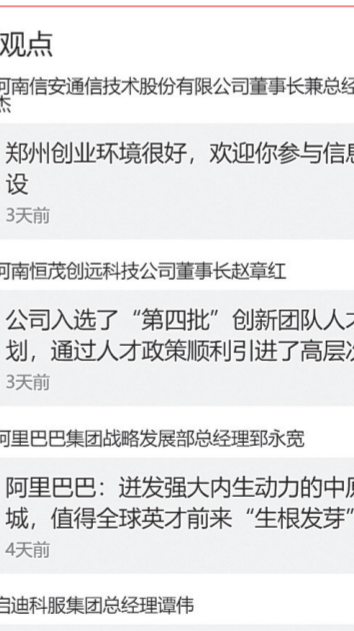 观点
河南信安通信技术股份有限公司董事长兼总经
杰
郑州创业环境很好，欢迎你参与信息
设
3天前
河南恒茂创远科技公司董事长赵章红
公司入选了“第四批”创新团队人才
划，通过人才政策顺利引进了高层次
3天前
阿里巴巴集团战略发展部总经理郅永宽
阿里巴巴：迸发强大内生动力的中原
城，值得全球英才前来“生根发芽”
4天前
启迪科服集团总经理谭伟